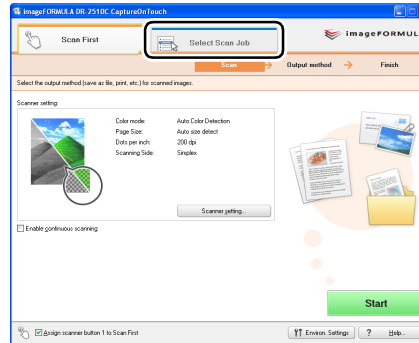 imageFORMULA DR-2510C CaptureOnTouch
Scan First
Select Scan Job
imageFORMUL
Scan
Output method
Finish
Select the output method (save as file, print, etc.) for scanned images.
Scanner setting:
Color mode: Auto Color Detection
Page Size: Auto size detect
Dots per inch: 200 dpi
Scanning Side: Simplex
Scanner setting...
Enable continuous scanning
Start
Assign scanner button 1 to Scan First
Environ. Settings
? Help...